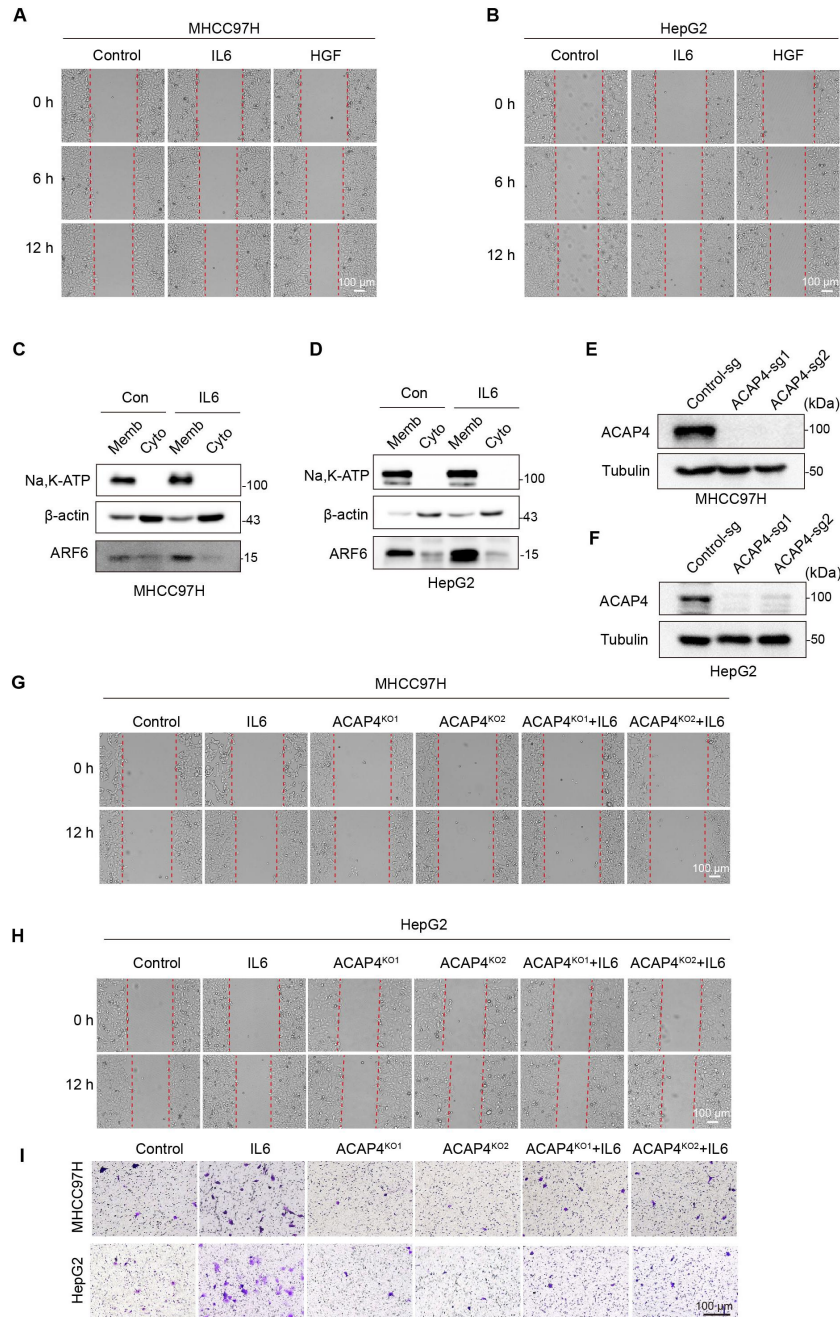 A
MHCC97H
Control IL6 HGF
0 h
6 h
12 h
100 μm
B
HepG2
Control IL6 HGF
0 h
6 h
12 h
100 μm
C
Con IL6
Memb Cyto Memb Cyto
Na,K-ATP -100
β-actin -43
ARF6 -15
MHCC97H
D
Con IL6
Memb Cyto Memb Cyto
Na,K-ATP -100
β-actin -43
ARF6 -15
HepG2
E
Control-sg ACAP4-sg1 ACAP4-sg2
(kDa)
ACAP4 -100
Tubulin -50
MHCC97H
F
Control-sg ACAP4-sg1 ACAP4-sg2
(kDa)
ACAP4 -100
Tubulin -50
HepG2
G
MHCC97H
Control IL6 ACAP4KO1 ACAP4KO2 ACAP4KO1+IL6 ACAP4KO2+IL6
0 h
12 h
100 μm
H
HepG2
Control IL6 ACAP4KO1 ACAP4KO2 ACAP4KO1+IL6 ACAP4KO2+IL6
0 h
12 h
100 μm
I
Control IL6 ACAP4KO1 ACAP4KO2 ACAP4KO1+IL6 ACAP4KO2+IL6
MHCC97H
HepG2
100 μm